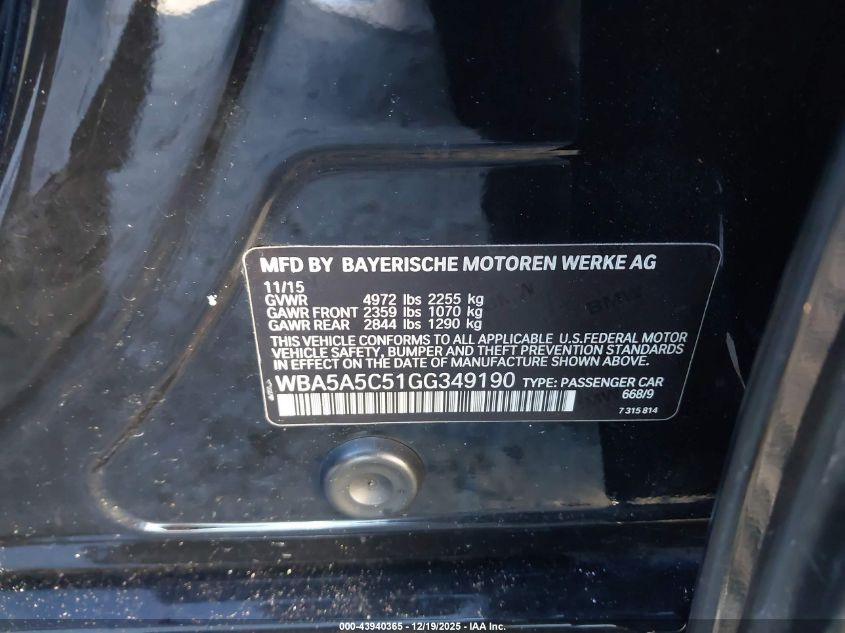 MFD BY BAYERISCHE MOTOREN WERKE AG
11/15
GVWR 4972 lbs 2255 kg
GAWR FRONT 2359 lbs 1070 kg
GAWR REAR 2844 lbs 1290 kg
THIS VEHICLE CONFORMS TO ALL APPLICABLE U.S.FEDERAL MOTOR
VEHICLE SAFETY, BUMPER AND THEFT PREVENTION STANDARDS
IN EFFECT ON THE DATE OF MANUFACTURE SHOWN ABOVE.
WBA5A5C51GG349190 TYPE: PASSENGER CAR
668/9
7 315 814
000-43940365 - 12/19/2025 - IAA Inc.